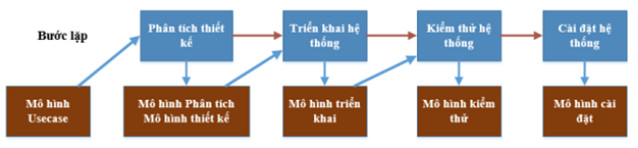 Bước lặp
Phân tích thiết
kế
Triển khai hệ
thống
Kiểm thử hệ
thống
Cài đặt hệ
thống
Mô hình
Usecase
Mô hình Phân tích
Mô hình thiết kế
Mô hình triển
khai
Mô hình kiểm
thử
Mô hình cài
đặt